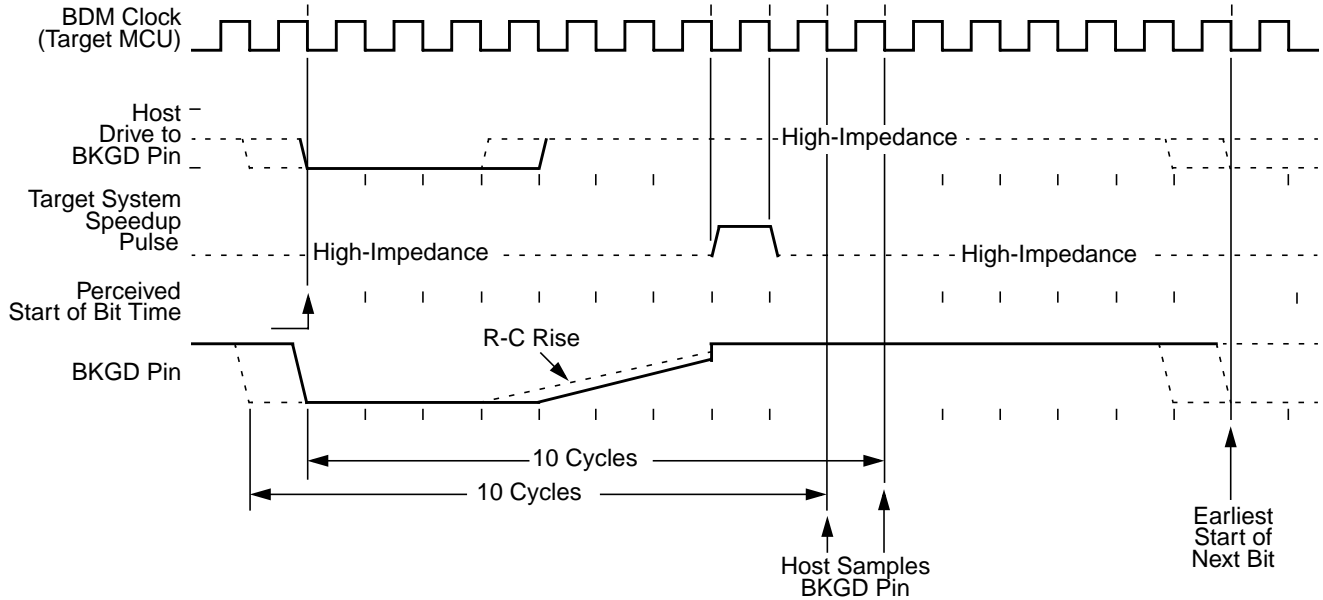 BDM Clock
(Target MCU)
Host
Drive to
BKGD Pin
High-Impedance
Target System
Speedup
Pulse
High-Impedance
High-Impedance
Perceived
Start of Bit Time
R-C Rise
BKGD Pin
10 Cycles
10 Cycles
Earliest
Start of
Next Bit
Host Samples
BKGD Pin